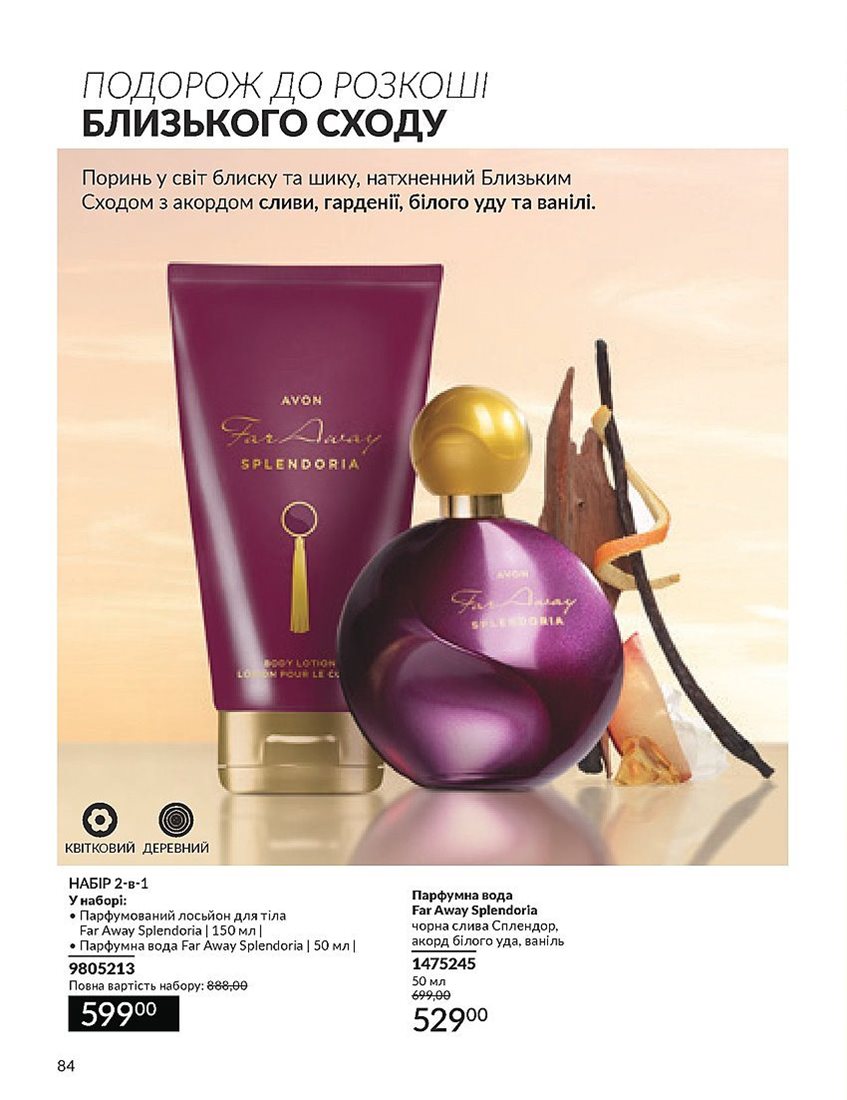 ПОДОРОЖ ДО РОЗКОШІ
БЛИЗЬКОГО СХОДУ
Поринь у світ блиску та шику, натхненний Близьким
Сходом з акордом сливи, гарденії, білого уду та ванілі.
AVON
Far Away
SPLENDORIA
BODY LOTION
LOTION POUR LE
AVON
Far Away
SPLENDORIA
КВІТКОВИЙ ДЕРЕВНИЙ
НАБІР 2-в-1
У наборі:
• Парфумований лосьйон для тіла
Far Away Splendoria | 150 мл |
• Парфумна вода Far Away Splendoria | 50 мл |
9805213
Повна вартість набору: 888,00
59900
Парфумна вода
Far Away Splendoria
чорна слива Сплендор,
акорд білого уда, ваніль
1475245
50 мл
699,00
52900
84